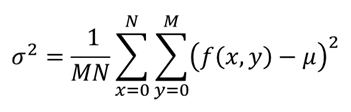 σ² = 1/MN ∑_{x=0}^{N} ∑_{y=0}^{M} (f(x, y) − μ)²